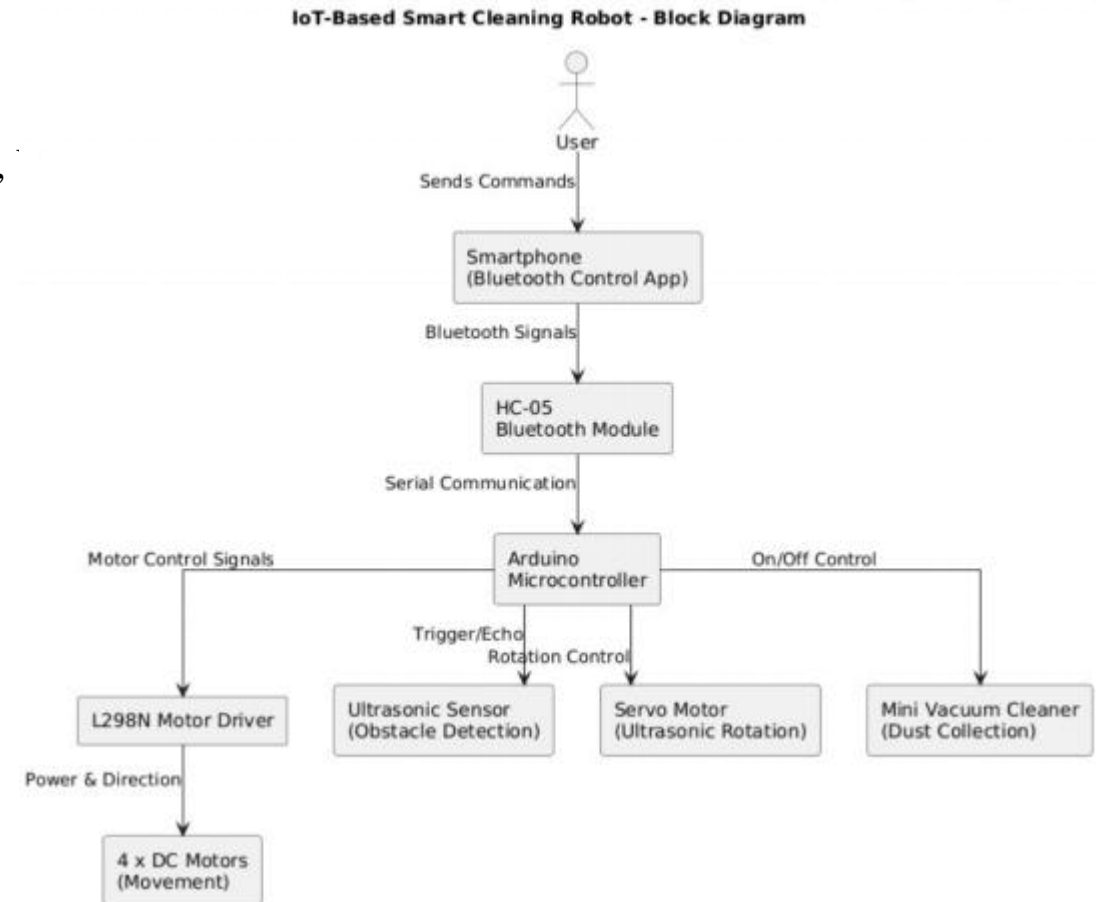 IoT-Based Smart Cleaning Robot - Block Diagram
User
Sends Commands
Smartphone
(Bluetooth Control App)
Bluetooth Signals
HC-05
Bluetooth Module
Serial Communication
Arduino
Microcontroller
Motor Control Signals
On/Off Control
Trigger/Echo
Rotation Control
L298N Motor Driver
Ultrasonic Sensor
(Obstacle Detection)
Servo Motor
(Ultrasonic Rotation)
Mini Vacuum Cleaner
(Dust Collection)
Power & Direction
4 x DC Motors
(Movement)